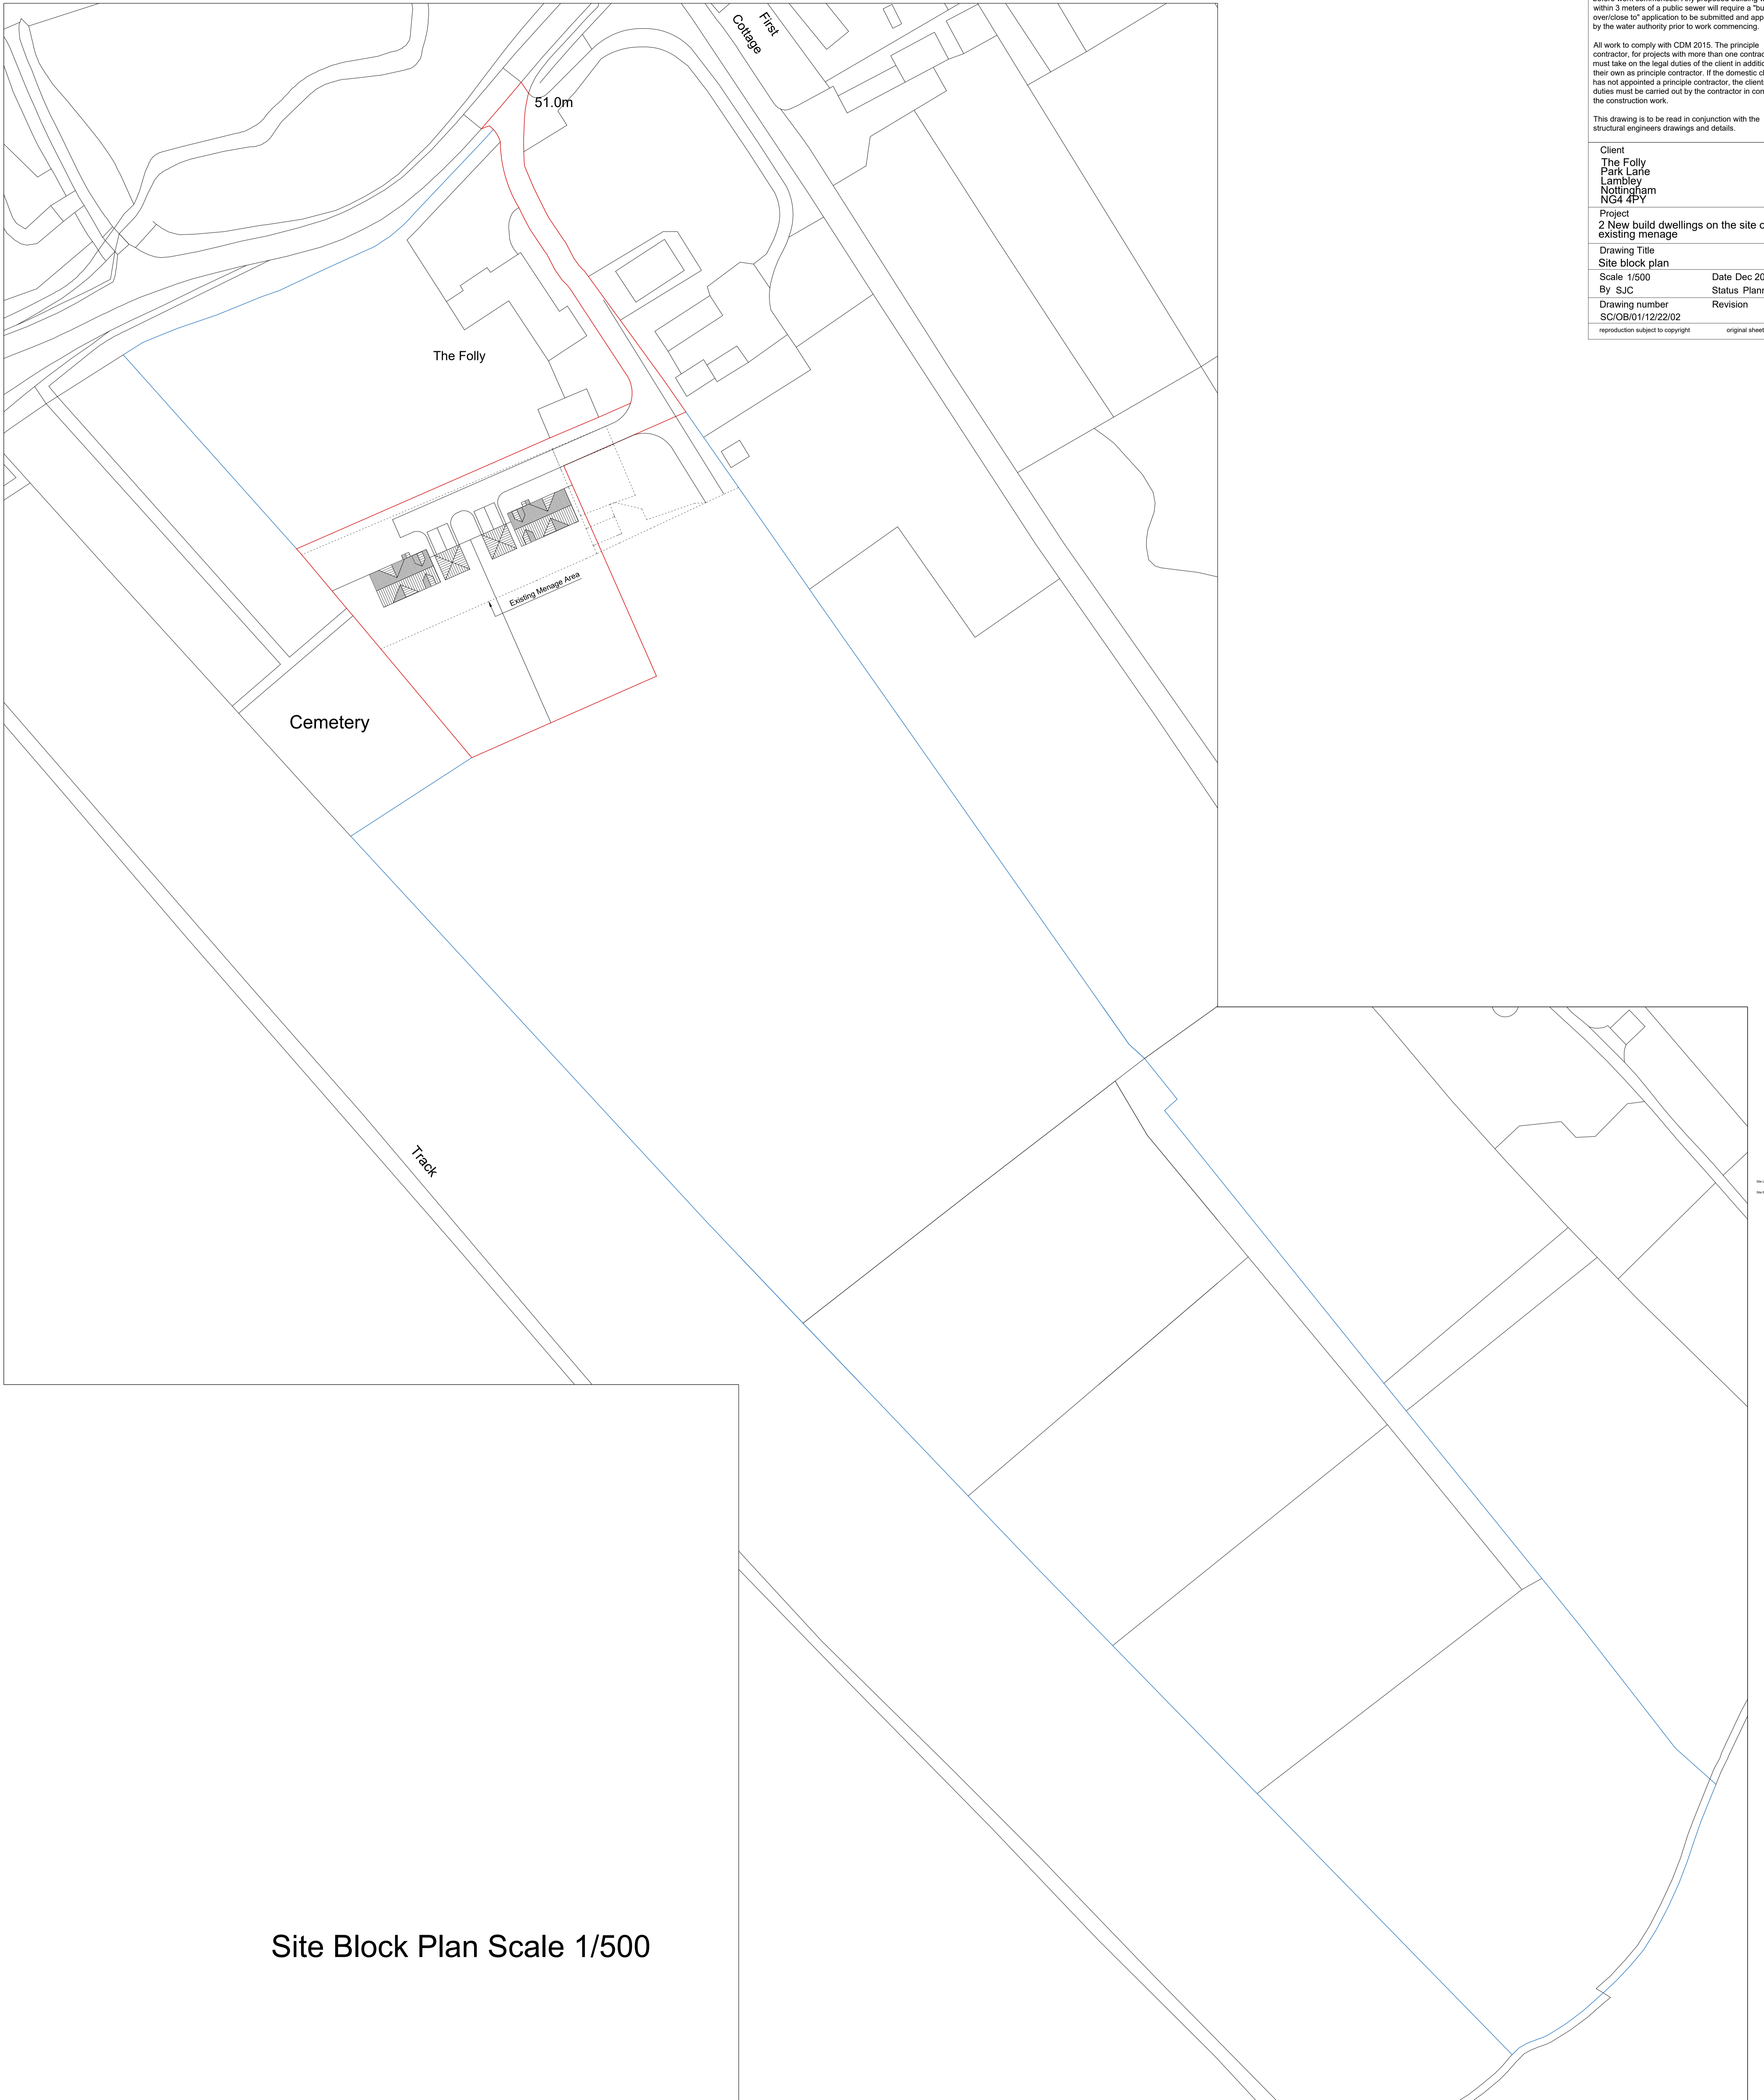 First
Cottage
51.0m
The Folly
Existing Menage Area
Cemetery
Track
Site Block Plan Scale 1/500
within 3 meters of a public sewer will require a "bu
over/close to" application to be submitted and app
by the water authority prior to work commencing.
All work to comply with CDM 2015. The principle
contractor, for projects with more than one contrac
must take on the legal duties of the client in additio
their own as principle contractor. If the domestic cl
has not appointed a principle contractor, the clients
duties must be carried out by the contractor in con
the construction work.
This drawing is to be read in conjunction with the
structural engineers drawings and details.
Client
The Folly
Park Lane
Lambley
Nottingham
NG4 4PY
Project
2 New build dwellings on the site o
existing menage
Drawing Title
Site block plan
Scale 1/500 Date Dec 20
By SJC Status Plann
Drawing number Revision
SC/OB/01/12/22/02
reproduction subject to copyright original sheet